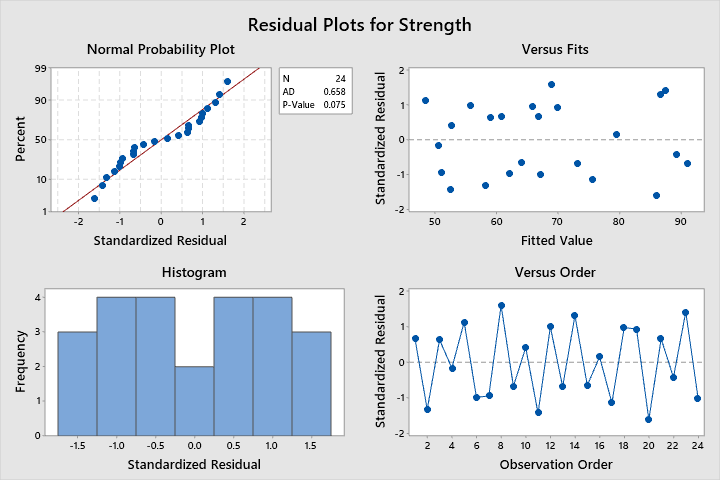 Residual Plots for Strength
Normal Probability Plot
99
90
50
10
1
Percent
-2 -1 0 1 2
Standardized Residual
N 24
AD 0.658
P-Value 0.075
Versus Fits
2
1
0
-1
-2
Standardized Residual
50 60 70 80 90
Fitted Value
Histogram
4
3
2
1
0
Frequency
-1.5 -1.0 -0.5 0.0 0.5 1.0 1.5
Standardized Residual
Versus Order
2
1
0
-1
-2
Standardized Residual
2 4 6 8 10 12 14 16 18 20 22 24
Observation Order